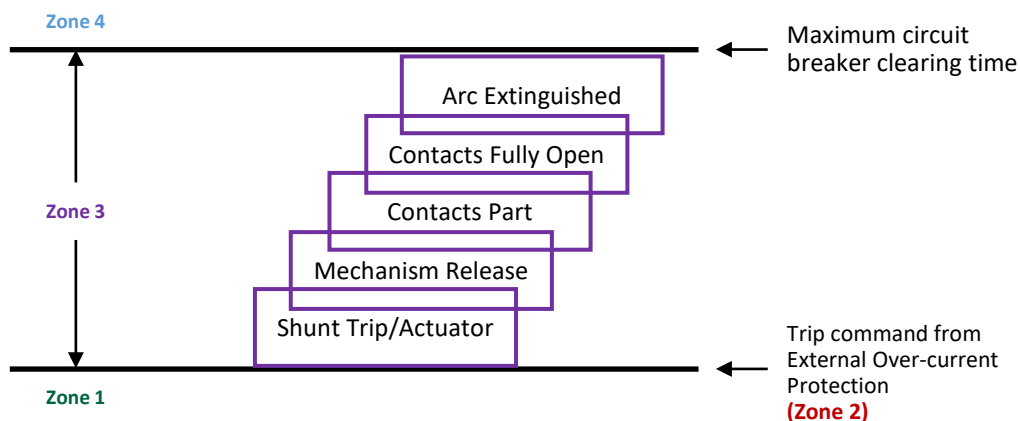 Zone 4
Maximum circuit
breaker clearing time
Arc Extinguished
Contacts Fully Open
Zone 3
Contacts Part
Mechanism Release
Shunt Trip/Actuator
Trip command from
External Over-current
Protection
(Zone 2)
Zone 1